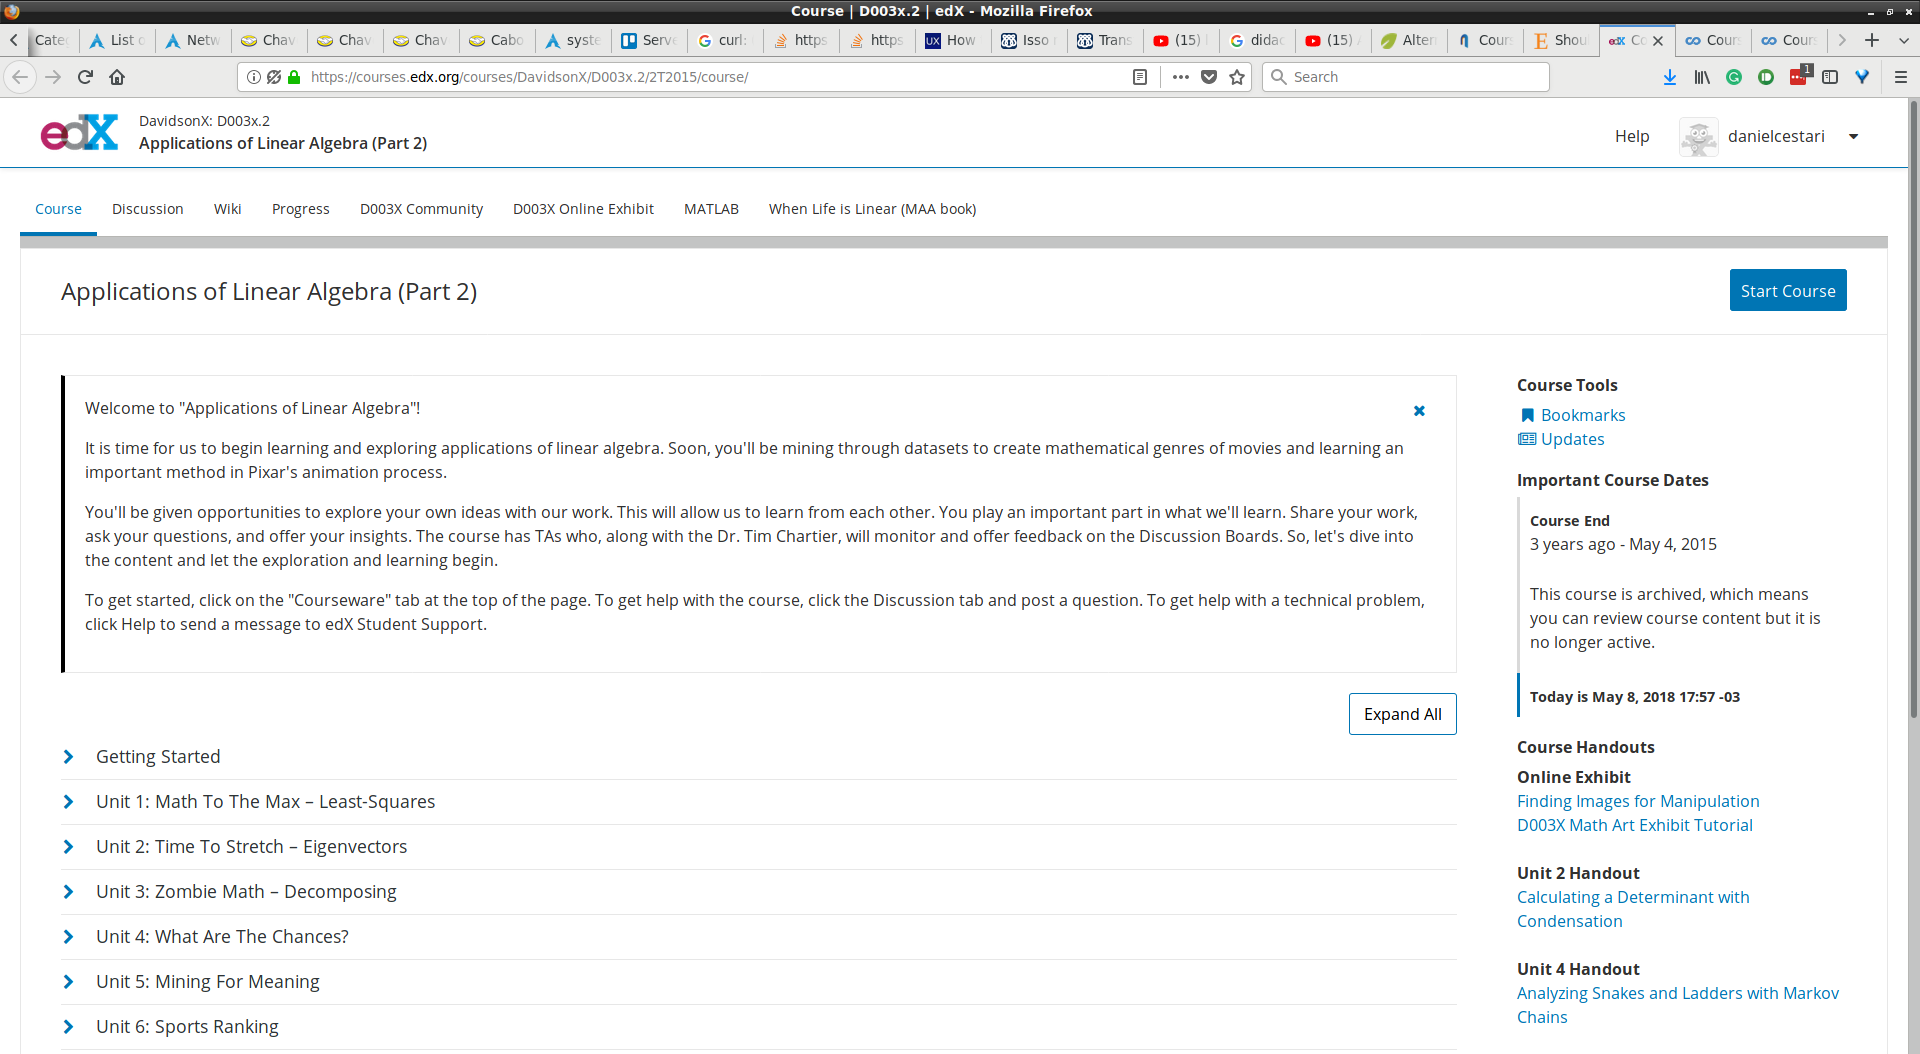 Course | D003x.2 | edX - Mozilla Firefox
List
Netw
Chav
Chav
Chav
Cabo
syste
Serve
curl:
https
https
How
Isso
Trans
(15)
didac
(15)
Alter
Cours
Shou
Co
Cours
Cours
https://courses.edx.org/courses/DavidsonX/D003x.2/2T2015/course/
Search
1
edX
DavidsonX: D003x.2
Applications of Linear Algebra (Part 2)
Help
danielcestari
Course
Discussion
Wiki
Progress
D003X Community
D003X Online Exhibit
MATLAB
When Life is Linear (MAA book)
Applications of Linear Algebra (Part 2)
Start Course
Welcome to "Applications of Linear Algebra"!
It is time for us to begin learning and exploring applications of linear algebra. Soon, you'll be mining through datasets to create mathematical genres of movies and learning an
important method in Pixar's animation process.
You'll be given opportunities to explore your own ideas with our work. This will allow us to learn from each other. You play an important part in what we'll learn. Share your work,
ask your questions, and offer your insights. The course has TAs who, along with the Dr. Tim Chartier, will monitor and offer feedback on the Discussion Boards. So, let's dive into
the content and let the exploration and learning begin.
To get started, click on the "Courseware" tab at the top of the page. To get help with the course, click the Discussion tab and post a question. To get help with a technical problem,
click Help to send a message to edX Student Support.
Expand All
Getting Started
Unit 1: Math To The Max – Least-Squares
Unit 2: Time To Stretch – Eigenvectors
Unit 3: Zombie Math – Decomposing
Unit 4: What Are The Chances?
Unit 5: Mining For Meaning
Unit 6: Sports Ranking
Course Tools
Bookmarks
Updates
Important Course Dates
Course End
3 years ago - May 4, 2015
This course is archived, which means
you can review course content but it is
no longer active.
Today is May 8, 2018 17:57 -03
Course Handouts
Online Exhibit
Finding Images for Manipulation
D003X Math Art Exhibit Tutorial
Unit 2 Handout
Calculating a Determinant with
Condensation
Unit 4 Handout
Analyzing Snakes and Ladders with Markov
Chains